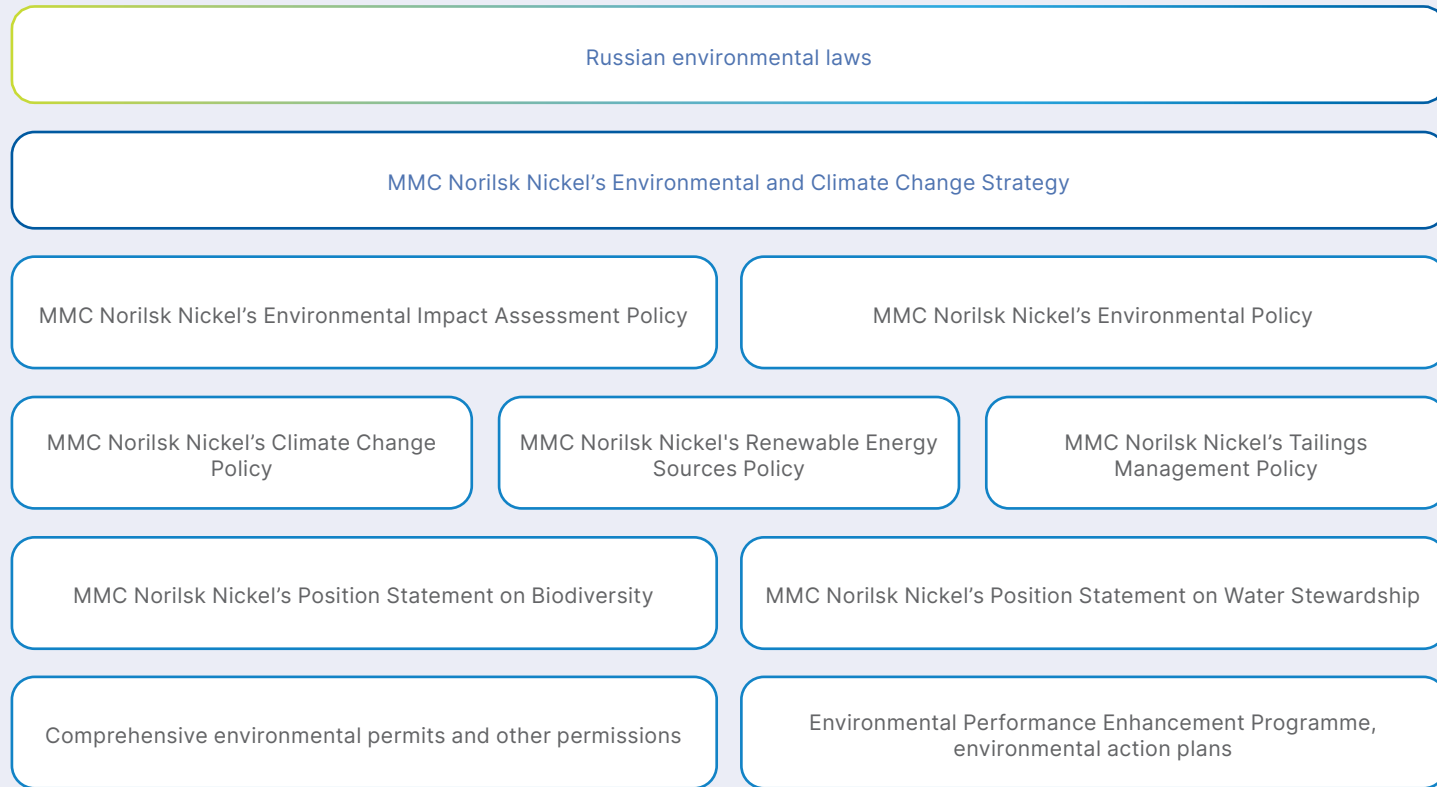 Russian environmental laws
MMC Norilsk Nickel’s Environmental and Climate Change Strategy
MMC Norilsk Nickel’s Environmental Impact Assessment Policy
MMC Norilsk Nickel’s Environmental Policy
MMC Norilsk Nickel’s Climate Change
Policy
MMC Norilsk Nickel's Renewable Energy
Sources Policy
MMC Norilsk Nickel’s Tailings
Management Policy
MMC Norilsk Nickel’s Position Statement on Biodiversity
MMC Norilsk Nickel’s Position Statement on Water Stewardship
Comprehensive environmental permits and other permissions
Environmental Performance Enhancement Programme,
environmental action plans